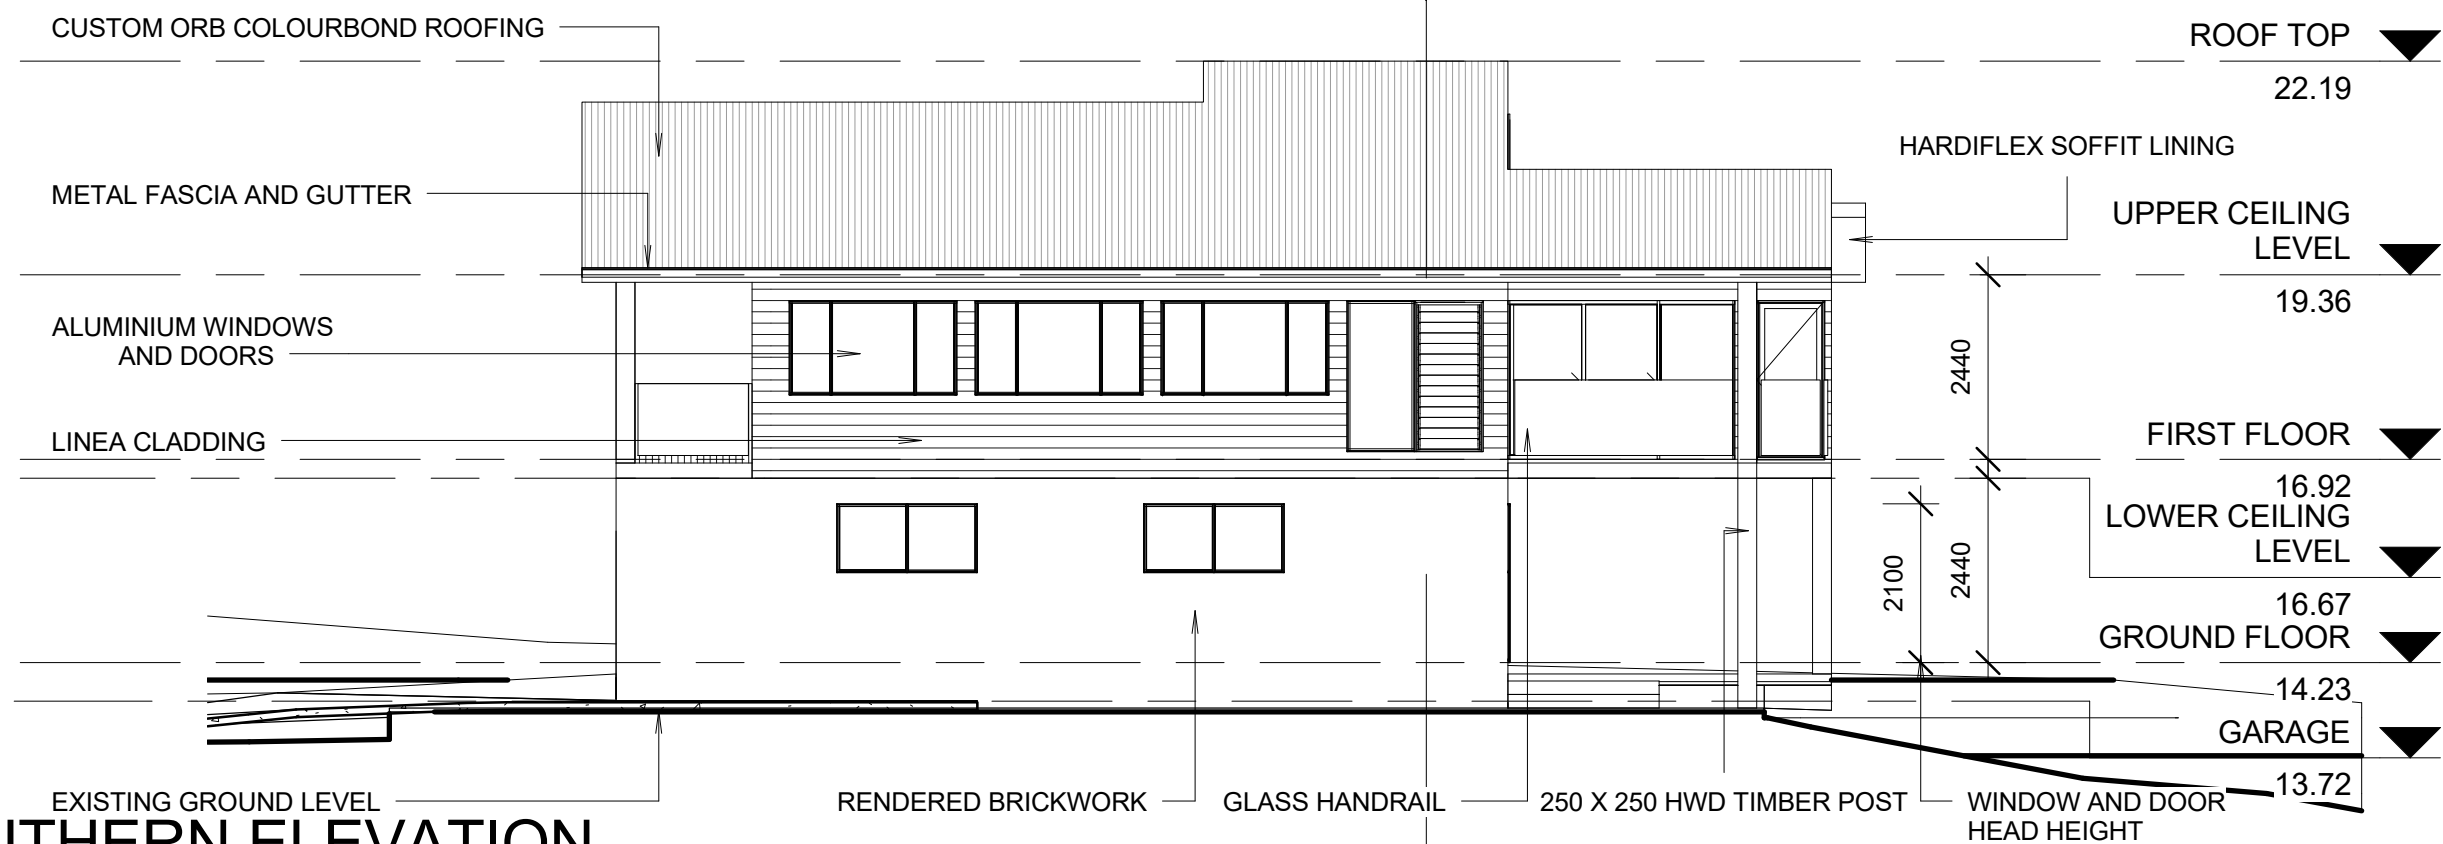 CUSTOM ORB COLOURBOND ROOFING
ROOF TOP
22.19
HARDIFLEX SOFFIT LINING
METAL FASCIA AND GUTTER
UPPER CEILING
LEVEL
19.36
ALUMINIUM WINDOWS
AND DOORS
2440
LINEA CLADDING
FIRST FLOOR
16.92
LOWER CEILING
LEVEL
2100
2440
16.67
GROUND FLOOR
14.23
GARAGE
13.72
EXISTING GROUND LEVEL
RENDERED BRICKWORK
GLASS HANDRAIL
250 X 250 HWD TIMBER POST
WINDOW AND DOOR
HEAD HEIGHT
ELEVATION